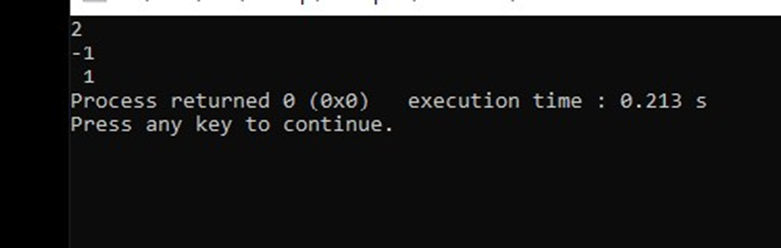 2
-1
 1
Process returned 0 (0x0)   execution time : 0.213 s
Press any key to continue.